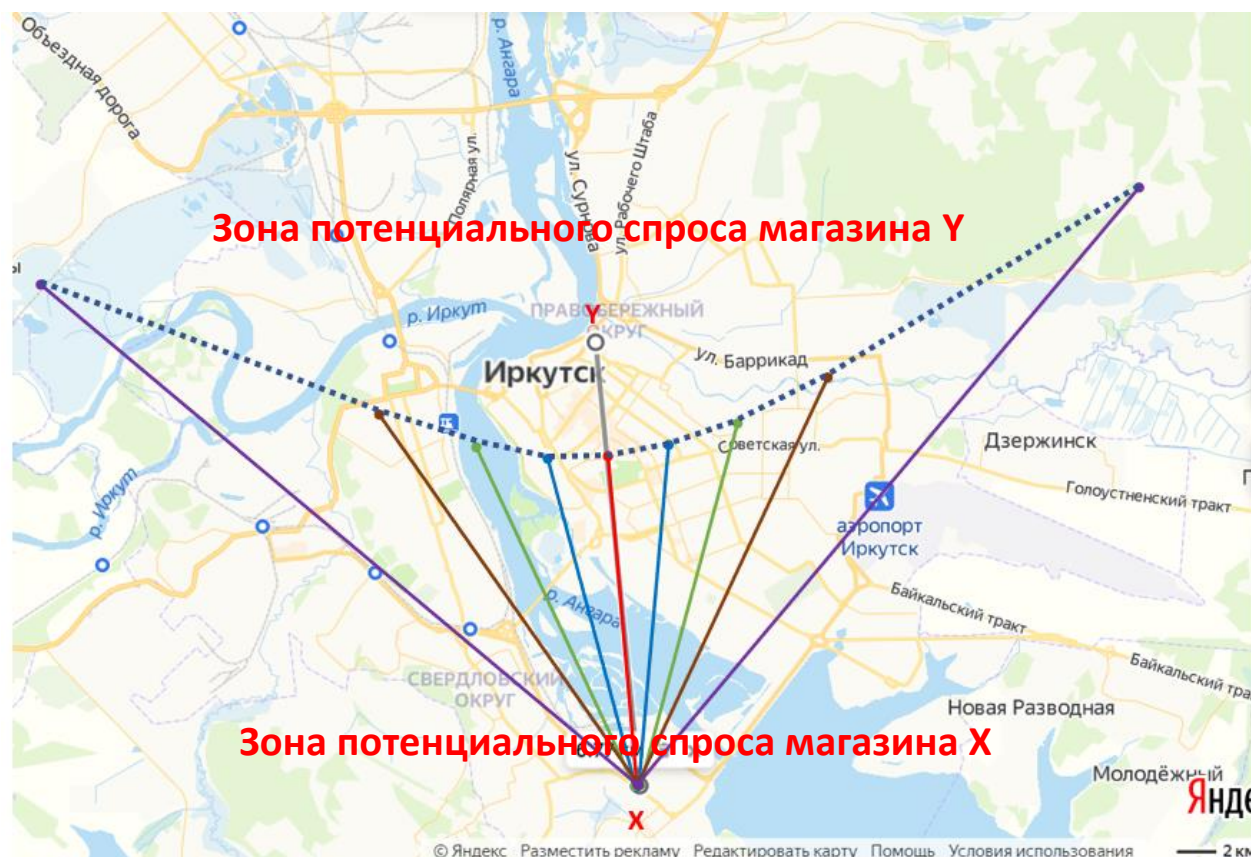 Объездная дорога
р. Ангара
Полярная ул.
ул. Сурнова
ул. Рабочего Штаба
Зона потенциального спроса магазина Y
ы
р. Иркут
ПРАВОБЕРЕЖНЫЙ
ОКРУГ
Y
Иркутск
ул. Баррикад
Советская ул.
Дзержинск
Голоустненский тракт
р. Иркут
аэропорт
Иркутск
р. Ангара
Байкальский тракт
СВЕРДЛОВСКИЙ
ОКРУГ
Байкальский тра
Новая Разводная
Зона потенциального спроса магазина X
Молодёжный
Янде
X
© Яндекс Разместить рекламу Редактировать карту Помощь Условия использования
2 км